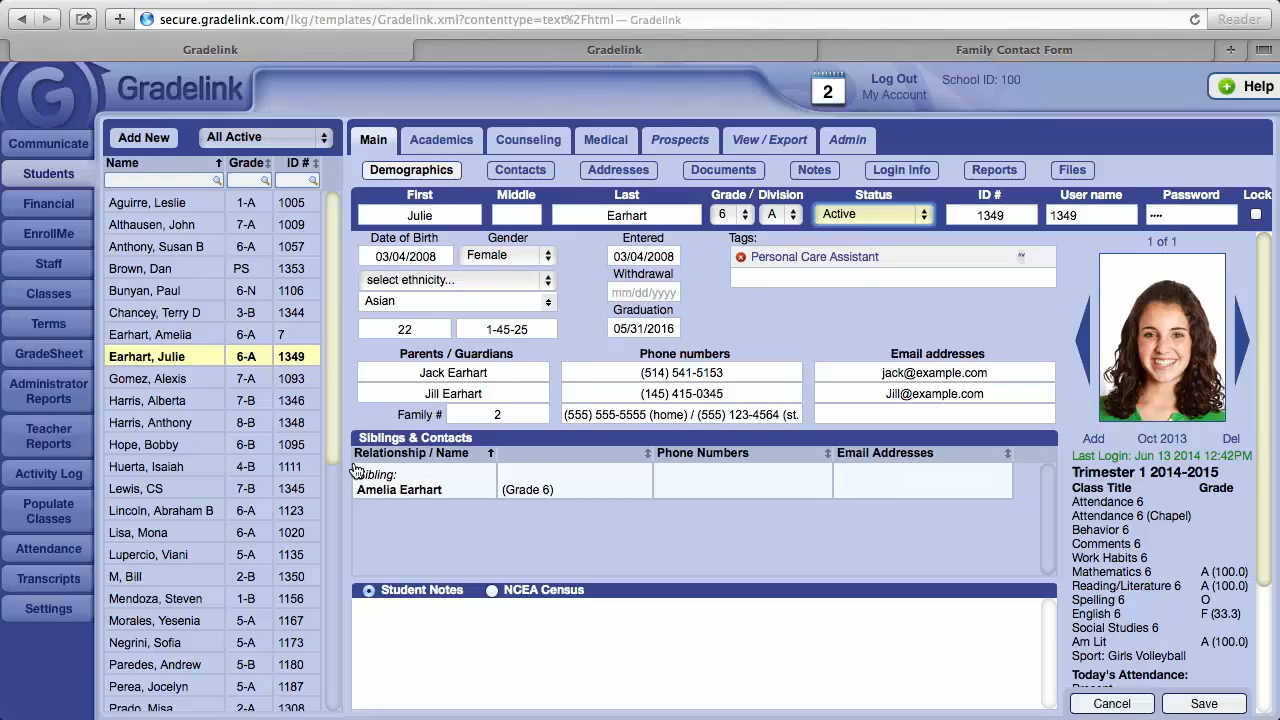 secure.gradelink.com/lkg/templates/Gradelink.xml?contenttype=text%2Fhtml — Gradelink
Reader
Gradelink
Gradelink
Family Contact Form
G
Gradelink
2
Log Out
My Account
School ID: 100
Help
Communicate
Students
Financial
EnrollMe
Staff
Classes
Terms
GradeSheet
Administrator
Reports
Teacher
Reports
Activity Log
Populate
Classes
Attendance
Transcripts
Settings
Add New
All Active
Name Grade ID #
Aguirre, Leslie 1-A 1005
Althausen, John 7-A 1009
Anthony, Susan B 6-A 1057
Brown, Dan PS 1353
Bunyan, Paul 6-N 1106
Chancey, Terry D 3-B 1344
Earhart, Amelia 6-A 7
Earhart, Julie 6-A 1349
Gomez, Alexis 7-A 1093
Harris, Alberta 7-B 1346
Harris, Anthony 8-B 1348
Hope, Bobby 6-B 1095
Huerta, Isaiah 4-B 1111
Lewis, CS 7-B 1345
Lincoln, Abraham B 6-A 1123
Lisa, Mona 6-A 1020
Lupercio, Viani 5-A 1135
M, Bill 2-B 1350
Mendoza, Steven 1-B 1156
Morales, Yesenia 5-A 1167
Negrini, Sofia 5-A 1173
Paredes, Andrew 5-B 1180
Perea, Jocelyn 5-A 1187
Prado, Misa 2-A 1308
Main Academics Counseling Medical Prospects View / Export Admin
Demographics Contacts Addresses Documents Notes Login Info Reports Files
First Middle Last Grade / Division Status ID # User name Password Lock
Julie Earhart 6 A Active 1349 1349 ••••
Date of Birth Gender Entered Tags:
03/04/2008 Female 03/04/2008 Personal Care Assistant
select ethnicity... Withdrawal
Asian mm/dd/yyyy
Graduation
22 1-45-25 05/31/2016
Parents / Guardians Phone numbers Email addresses
Jack Earhart (514) 541-5153 jack@example.com
Jill Earhart (145) 415-0345 Jill@example.com
Family # 2 (555) 555-5555 (home) / (555) 123-4564 (st.
Siblings & Contacts
Relationship / Name Phone Numbers Email Addresses
Sibling:
Amelia Earhart (Grade 6)
Student Notes NCEA Census
1 of 1
Add Oct 2013 Del
Last Login: Jun 13 2014 12:42PM
Trimester 1 2014-2015
Class Title Grade
Attendance 6
Attendance 6 (Chapel)
Behavior 6
Comments 6
Work Habits 6
Mathematics 6 A (100.0)
Reading/Literature 6 A (100.0)
Spelling 6 O
English 6 F (33.3)
Social Studies 6
Am Lit A (100.0)
Sport: Girls Volleyball
Today's Attendance:
Cancel Save